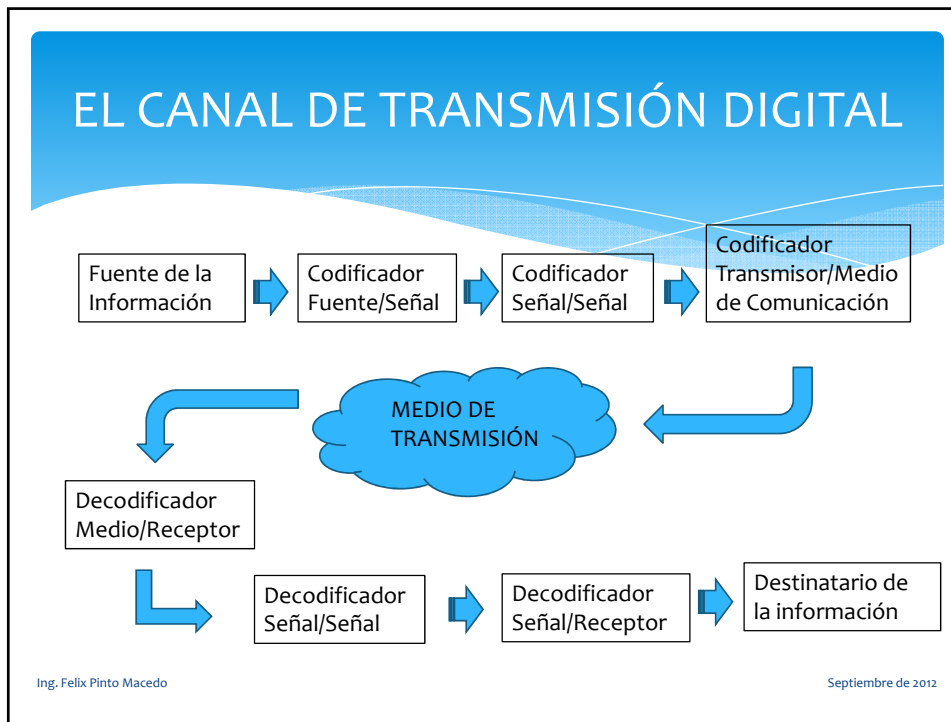 EL CANAL DE TRANSMISIÓN DIGITAL
Fuente de la
Información
Codificador
Fuente/Señal
Codificador
Señal/Señal
Codificador
Transmisor/Medio
de Comunicación
MEDIO DE
TRANSMISIÓN
Decodificador
Medio/Receptor
Decodificador
Señal/Señal
Decodificador
Señal/Receptor
Destinatario de
la información
Ing. Felix Pinto Macedo
Septiembre de 2012